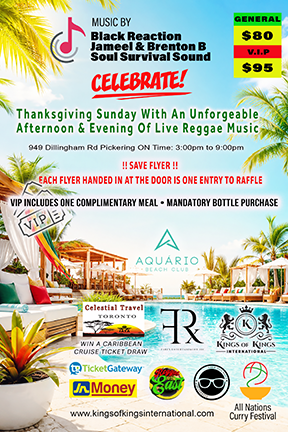 MUSIC BY
Black Reaction
Jameel & Brenton B
Soul Survival Sound
GENERAL
$80
V.I.P
$95
CELEBRATE!
Thanksgiving Sunday With An Unforgeable
Afternoon & Evening Of Live Reggae Music
949 Dillingham Rd Pickering ON Time: 3:00pm to 9:00pm
!! SAVE FLYER !!
EACH FLYER HANDED IN AT THE DOOR IS ONE ENTRY TO RAFFLE
VIP INCLUDES ONE COMPLIMENTARY MEAL • MANDATORY BOTTLE PURCHASE
VIP
AQUARIO
BEACH CLUB
Celestial Travel
TORONTO
WIN A CARIBBEAN
CRUISE TICKET DRAW
FR
K
KINGS OF KINGS
INTERNATIONAL
tg TicketGateway
JN Money
East
All Nations
Curry Festival
www.kingsofkingsinternational.com